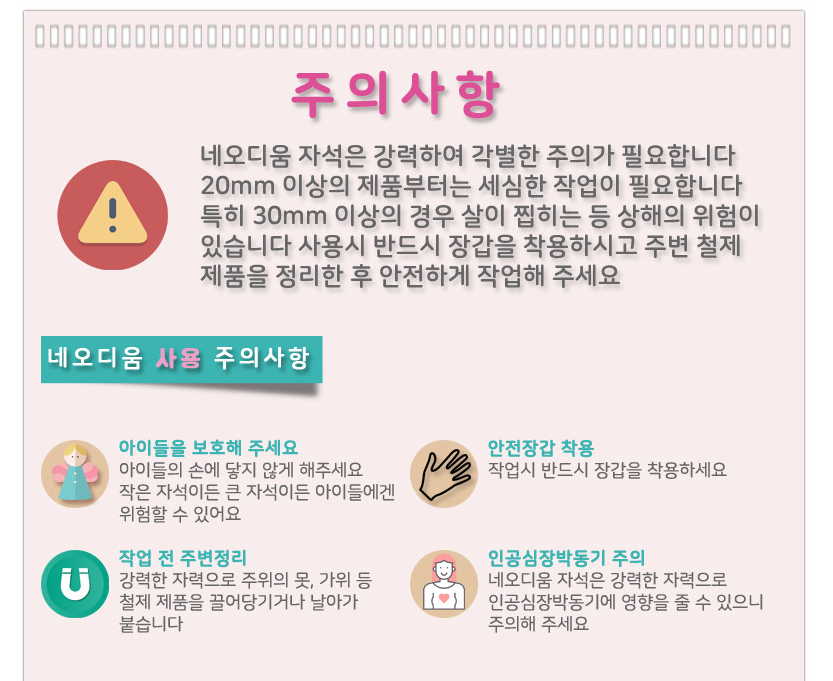 주의사항
네오디움 자석은 강력하여 각별한 주의가 필요합니다
20mm 이상의 제품부터는 세심한 작업이 필요합니다
특히 30mm 이상의 경우 살이 찝히는 등 상해의 위험이
있습니다 사용시 반드시 장갑을 착용하시고 주변 철제
제품을 정리한 후 안전하게 작업해 주세요
네오디움 사용 주의사항
아이들을 보호해 주세요
아이들의 손에 닿지 않게 해주세요
작은 자석이든 큰 자석이든 아이들에겐
위험할 수 있어요
안전장갑 착용
작업시 반드시 장갑을 착용하세요
작업 전 주변정리
강력한 자력으로 주위의 못, 가위 등
철제 제품을 끌어당기거나 날아가
붙습니다
인공심장박동기 주의
네오디움 자석은 강력한 자력으로
인공심장박동기에 영향을 줄 수 있으니
주의해 주세요